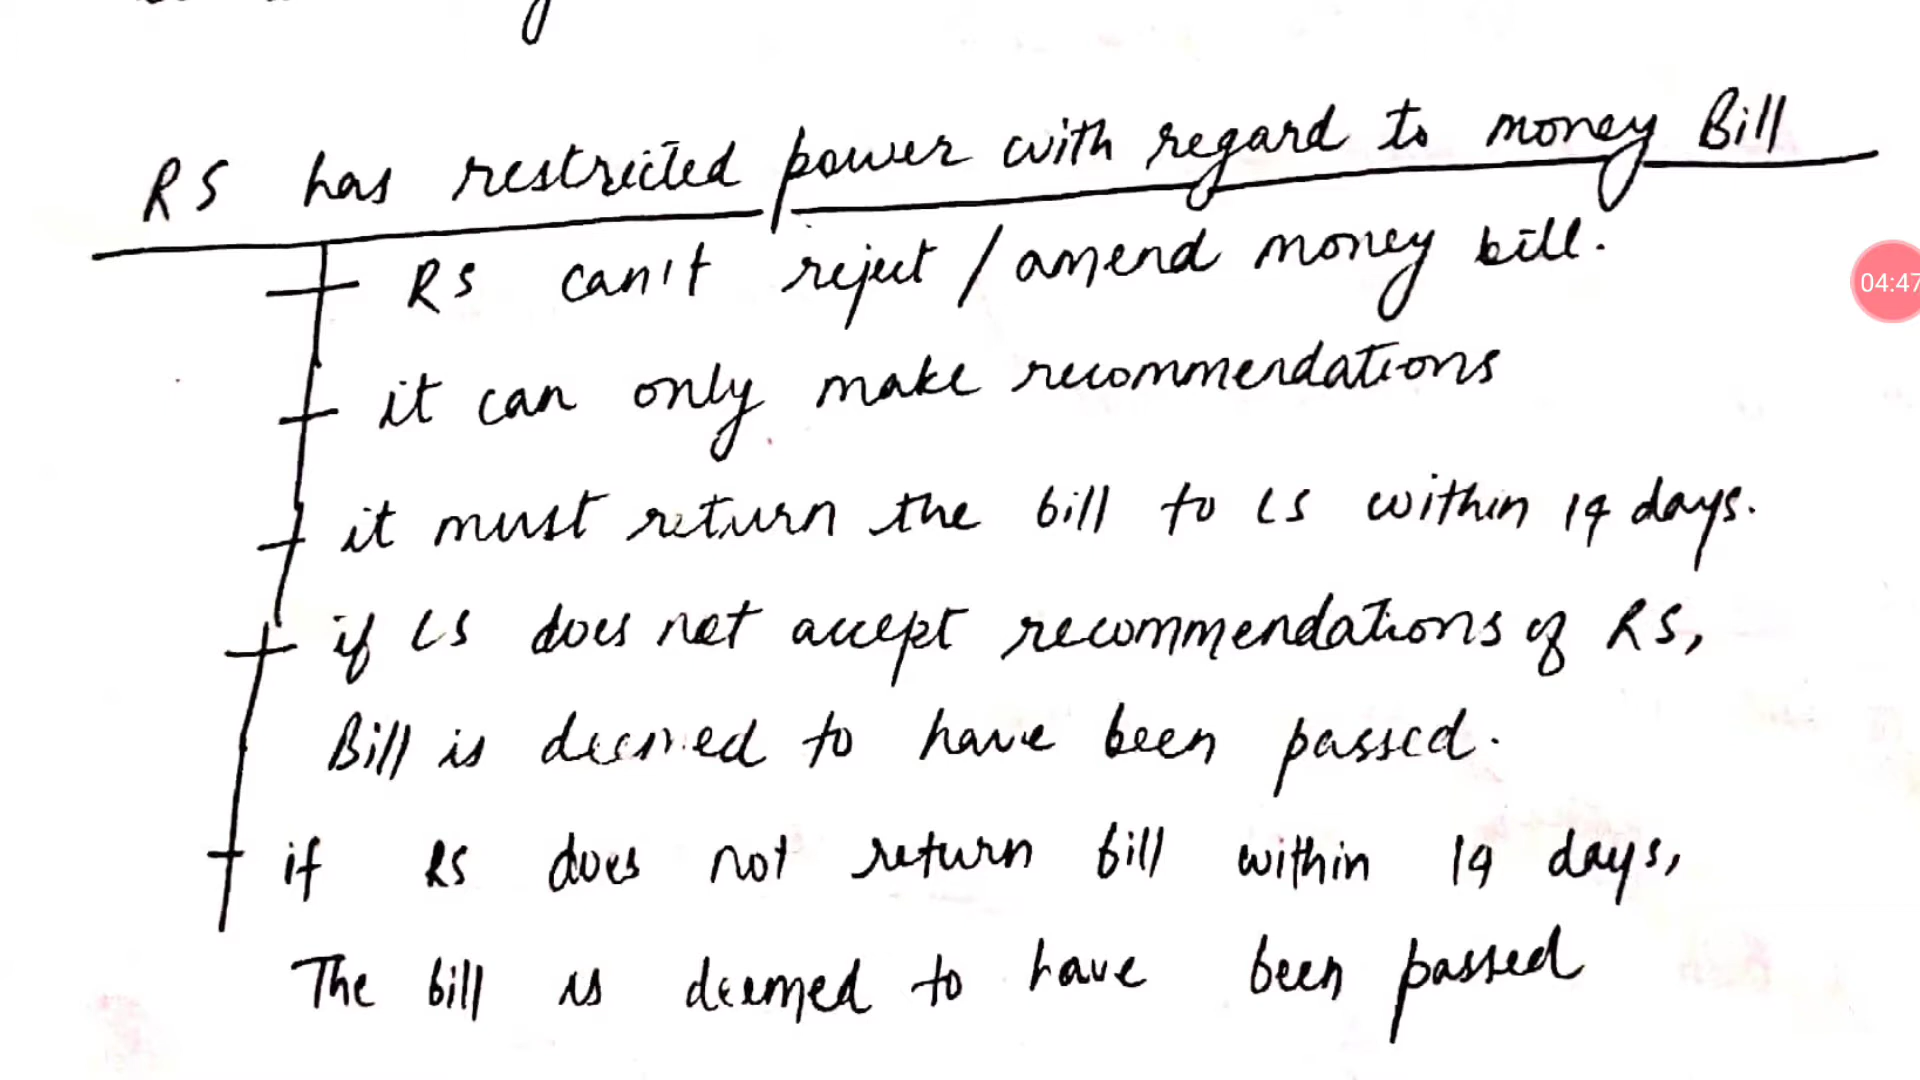 RS has restricted power with regard to money Bill
RS can't reject / amend money bill.
it can only make recommendations
04:47
it must return the bill to LS within 14 days.
if LS does not accept recommendations of RS,
Bill is deemed to have been passed.
if RS does not return bill within 14 days,
The bill is deemed to have been passed